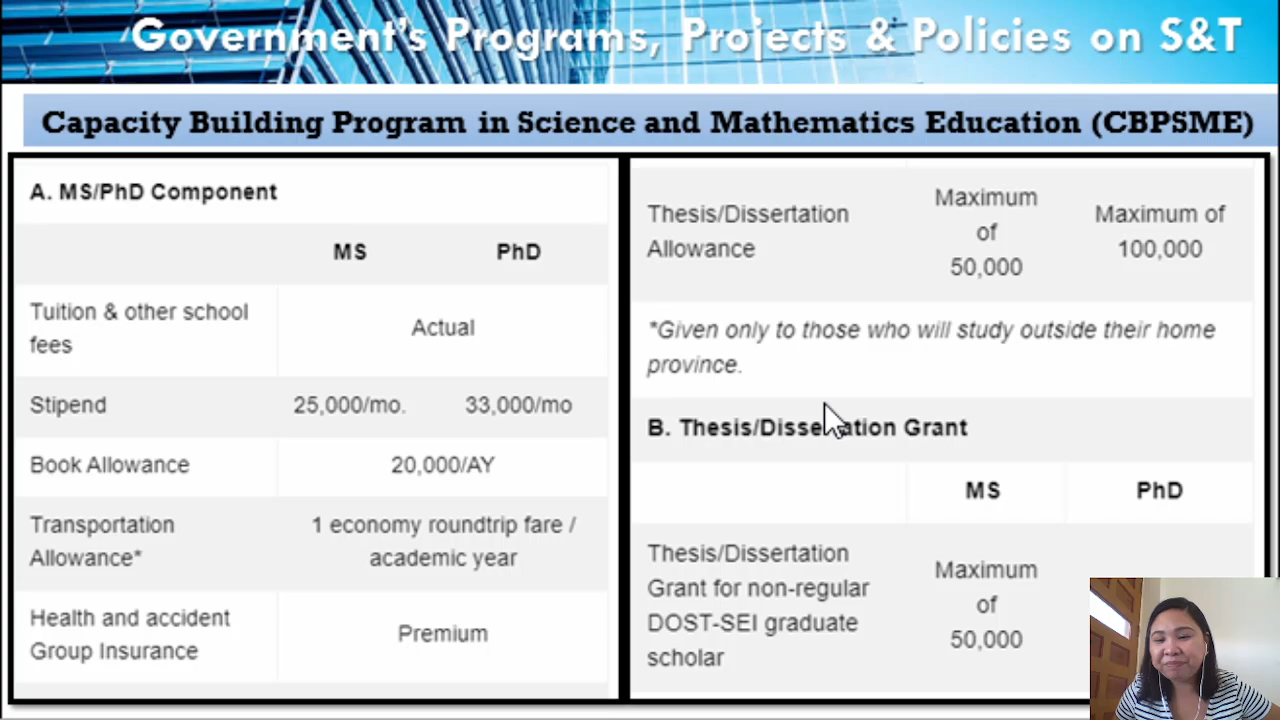 Government's Programs, Projects & Policies on S&T
Capacity Building Program in Science and Mathematics Education (CBPSME)
A. MS/PhD Component
MS PhD
Tuition & other school
fees
Actual
Stipend 25,000/mo. 33,000/mo
Book Allowance 20,000/AY
Transportation
Allowance*
1 economy roundtrip fare /
academic year
Health and accident
Group Insurance
Premium
Thesis/Dissertation
Allowance
Maximum
of
50,000
Maximum of
100,000
*Given only to those who will study outside their home
province.
B. Thesis/Dissertation Grant
MS PhD
Thesis/Dissertation
Grant for non-regular
DOST-SEI graduate
scholar
Maximum
of
50,000